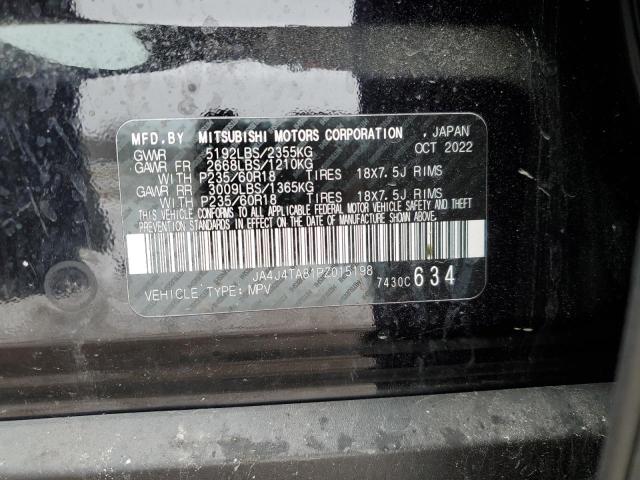 MFD.BY MITSUBISHI MOTORS CORPORATION , JAPAN
GVWR 5192LBS/2355KG OCT 2022
GAWR FR 2668LBS/1210KG
WITH P235/60R18 TIRES 18X7.5J RIMS
GAWR RR 3009LBS/1365KG
WITH P235/60R18 TIRES 18X7.5J RIMS
THIS VEHICLE CONFORMS TO ALL APPLICABLE FEDERAL MOTOR VEHICLE SAFETY AND THEFT
PREVENTION STANDARDS IN EFFECT ON THE DATE OF MANUFACTURE SHOWN ABOVE.
JA4J4TA81PZ015198
VEHICLE TYPE: MPV 7430C 634